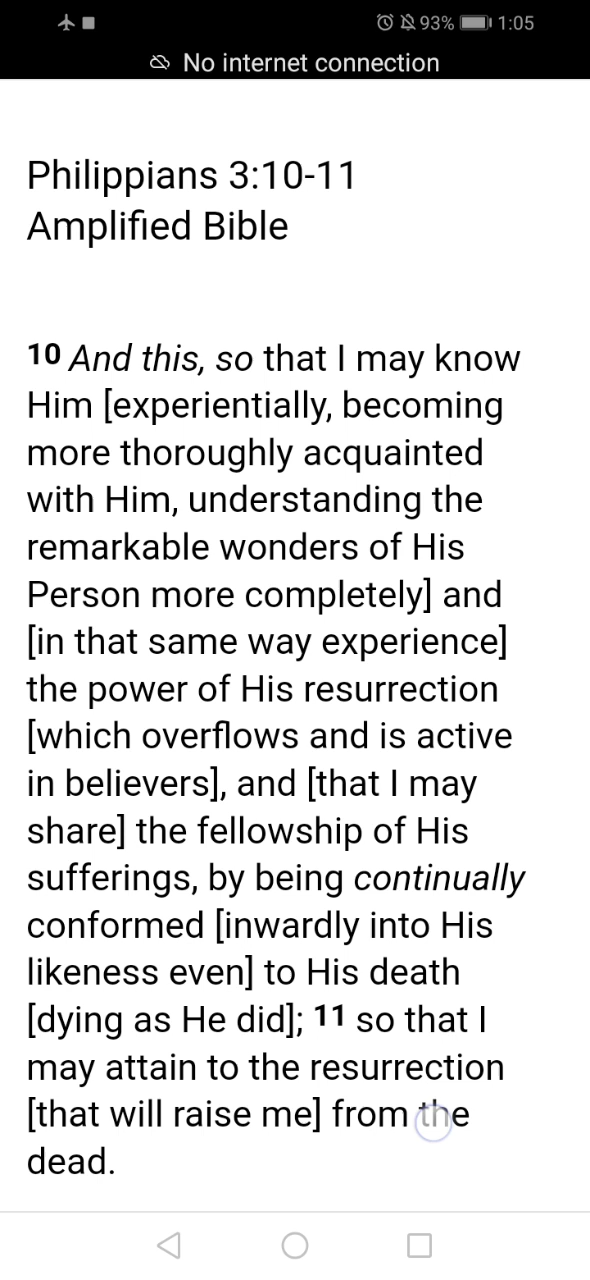 93% 1:05
No internet connection
Philippians 3:10-11
Amplified Bible
10 And this, so that I may know
Him [experientially, becoming
more thoroughly acquainted
with Him, understanding the
remarkable wonders of His
Person more completely] and
[in that same way experience]
the power of His resurrection
[which overflows and is active
in believers], and [that I may
share] the fellowship of His
sufferings, by being continually
conformed [inwardly into His
likeness even] to His death
[dying as He did]; 11 so that I
may attain to the resurrection
[that will raise me] from the
dead.